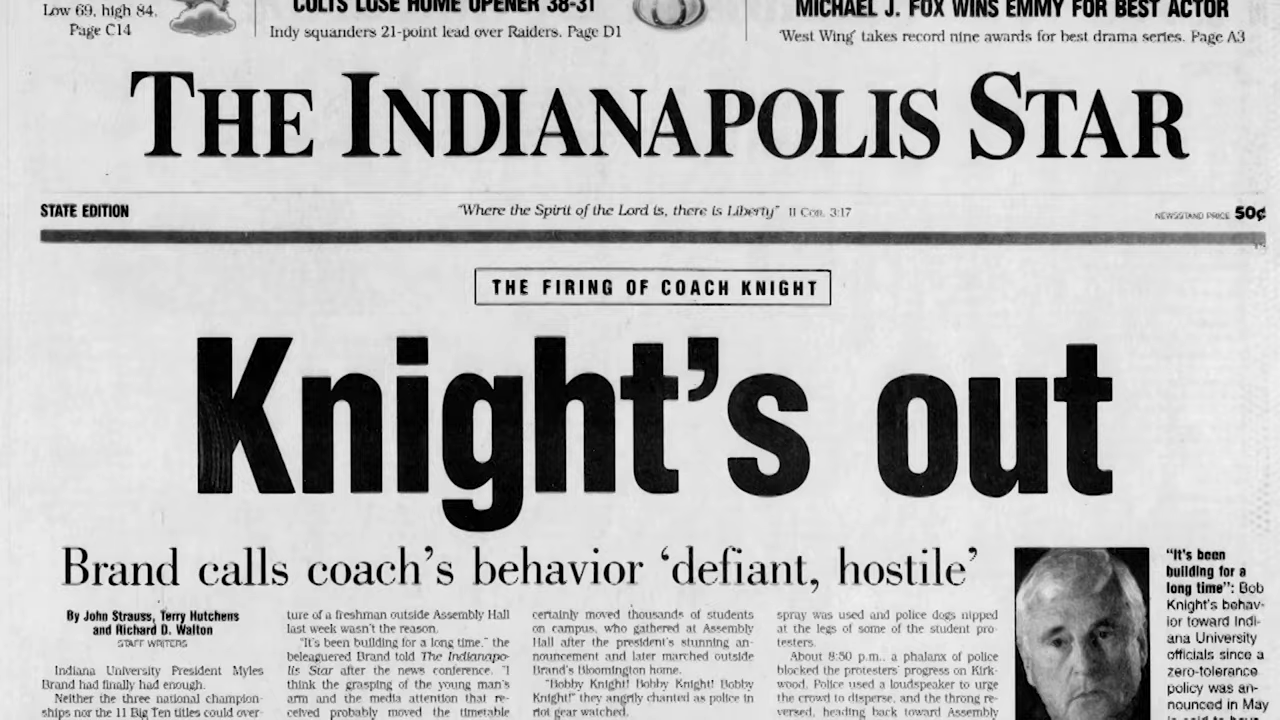 Low 69, high 84.
Page C14
COLTS LOSE HOME OPENER 38-31
Indy squanders 21-point lead over Raiders. Page D1
MICHAEL J. FOX WINS EMMY FOR BEST ACTOR
'West Wing' takes record nine awards for best drama series. Page A3
THE INDIANAPOLIS STAR
STATE EDITION
"Where the Spirit of the Lord is, there is Liberty" II Cor. 3:17
NEWSSTAND PRICE 50¢
THE FIRING OF COACH KNIGHT
Knight's out
Brand calls coach's behavior 'defiant, hostile'
By John Strauss, Terry Hutchens
and Richard D. Walton
STAFF WRITERS
Indiana University President Myles
Brand had finally had enough.
Neither the three national champion-
ships nor the 11 Big Ten titles could over-
ture of a freshman outside Assembly Hall
last week wasn't the reason.
"It's been building for a long time," the
beleaguered Brand told The Indianapo-
lis Star after the news conference. "I
think the grasping of the young man's
arm and the media attention that re-
ceived probably moved the timetable
certainly moved thousands of students
on campus, who gathered at Assembly
Hall after the president's stunning an-
nouncement and later marched outside
Brand's Bloomington home.
"Bobby Knight! Bobby Knight! Bobby
Knight!" they angrily chanted as police in
riot gear watched.
spray was used and police dogs nipped
at the legs of some of the student pro-
testers.
About 8:50 p.m., a phalanx of police
blocked the protesters' progress on Kirk-
wood. Police used a loudspeaker to urge
the crowd to disperse, and the throng re-
versed, heading back toward Assembly
"It's been
building for a
long time": Bob
Knight's behav-
ior toward Indi-
ana University
officials since a
zero-tolerance
policy was an-
nounced in May